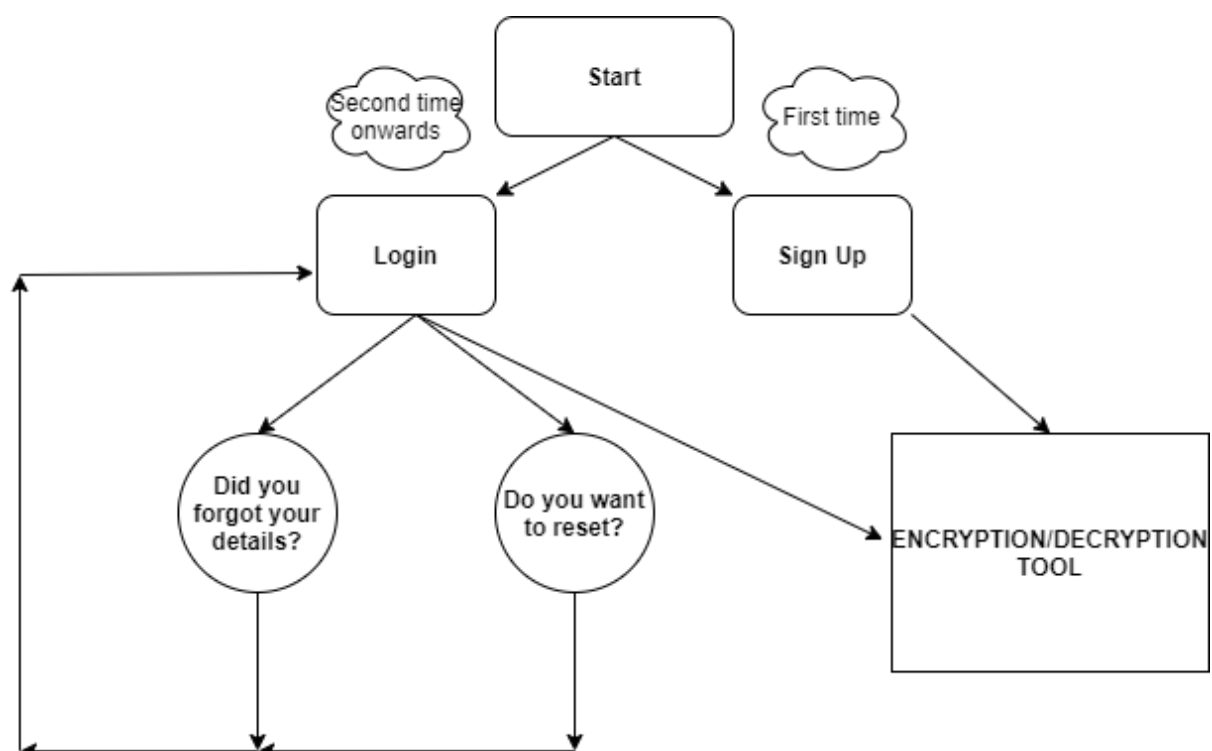 Start
Second time
onwards
First time
Login
Sign Up
Did you
forgot your
details?
Do you want
to reset?
ENCRYPTION/DECRYPTION
TOOL